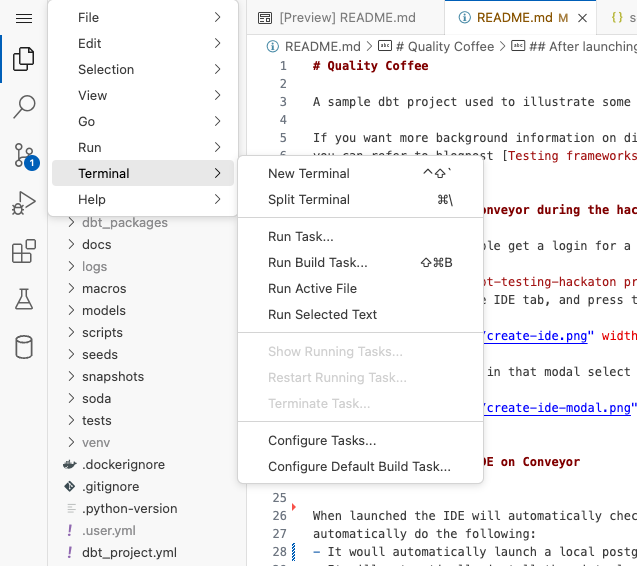 File
Edit
Selection
View
Go
Run
Terminal
Help
New Terminal ⌃⇧`
Split Terminal ⌘\
Run Task...
Run Build Task... ⇧⌘B
Run Active File
Run Selected Text
Show Running Tasks...
Restart Running Task...
Terminate Task...
Configure Tasks...
Configure Default Build Task...
1
dbt_packages
docs
logs
macros
models
scripts
seeds
snapshots
soda
tests
venv
.dockerignore
.gitignore
.python-version
! .user.yml
! dbt_project.yml
[Preview] README.md
README.md M
{} s
README.md > # Quality Coffee > ## After launching
1 # Quality Coffee
2
3 A sample dbt project used to illustrate some
4
5 If you want more background information on di
[Testing frameworks
onveyor during the hac
ple get a login for a
bt-testing-hackaton pr
e IDE tab, and press t
/create-ide.png" width
in that modal select
/create-ide-modal.png"
DE on Conveyor
25
26 When launched the IDE will automatically chec
27 automatically do the following:
28 - It woull automatically launch a local postg